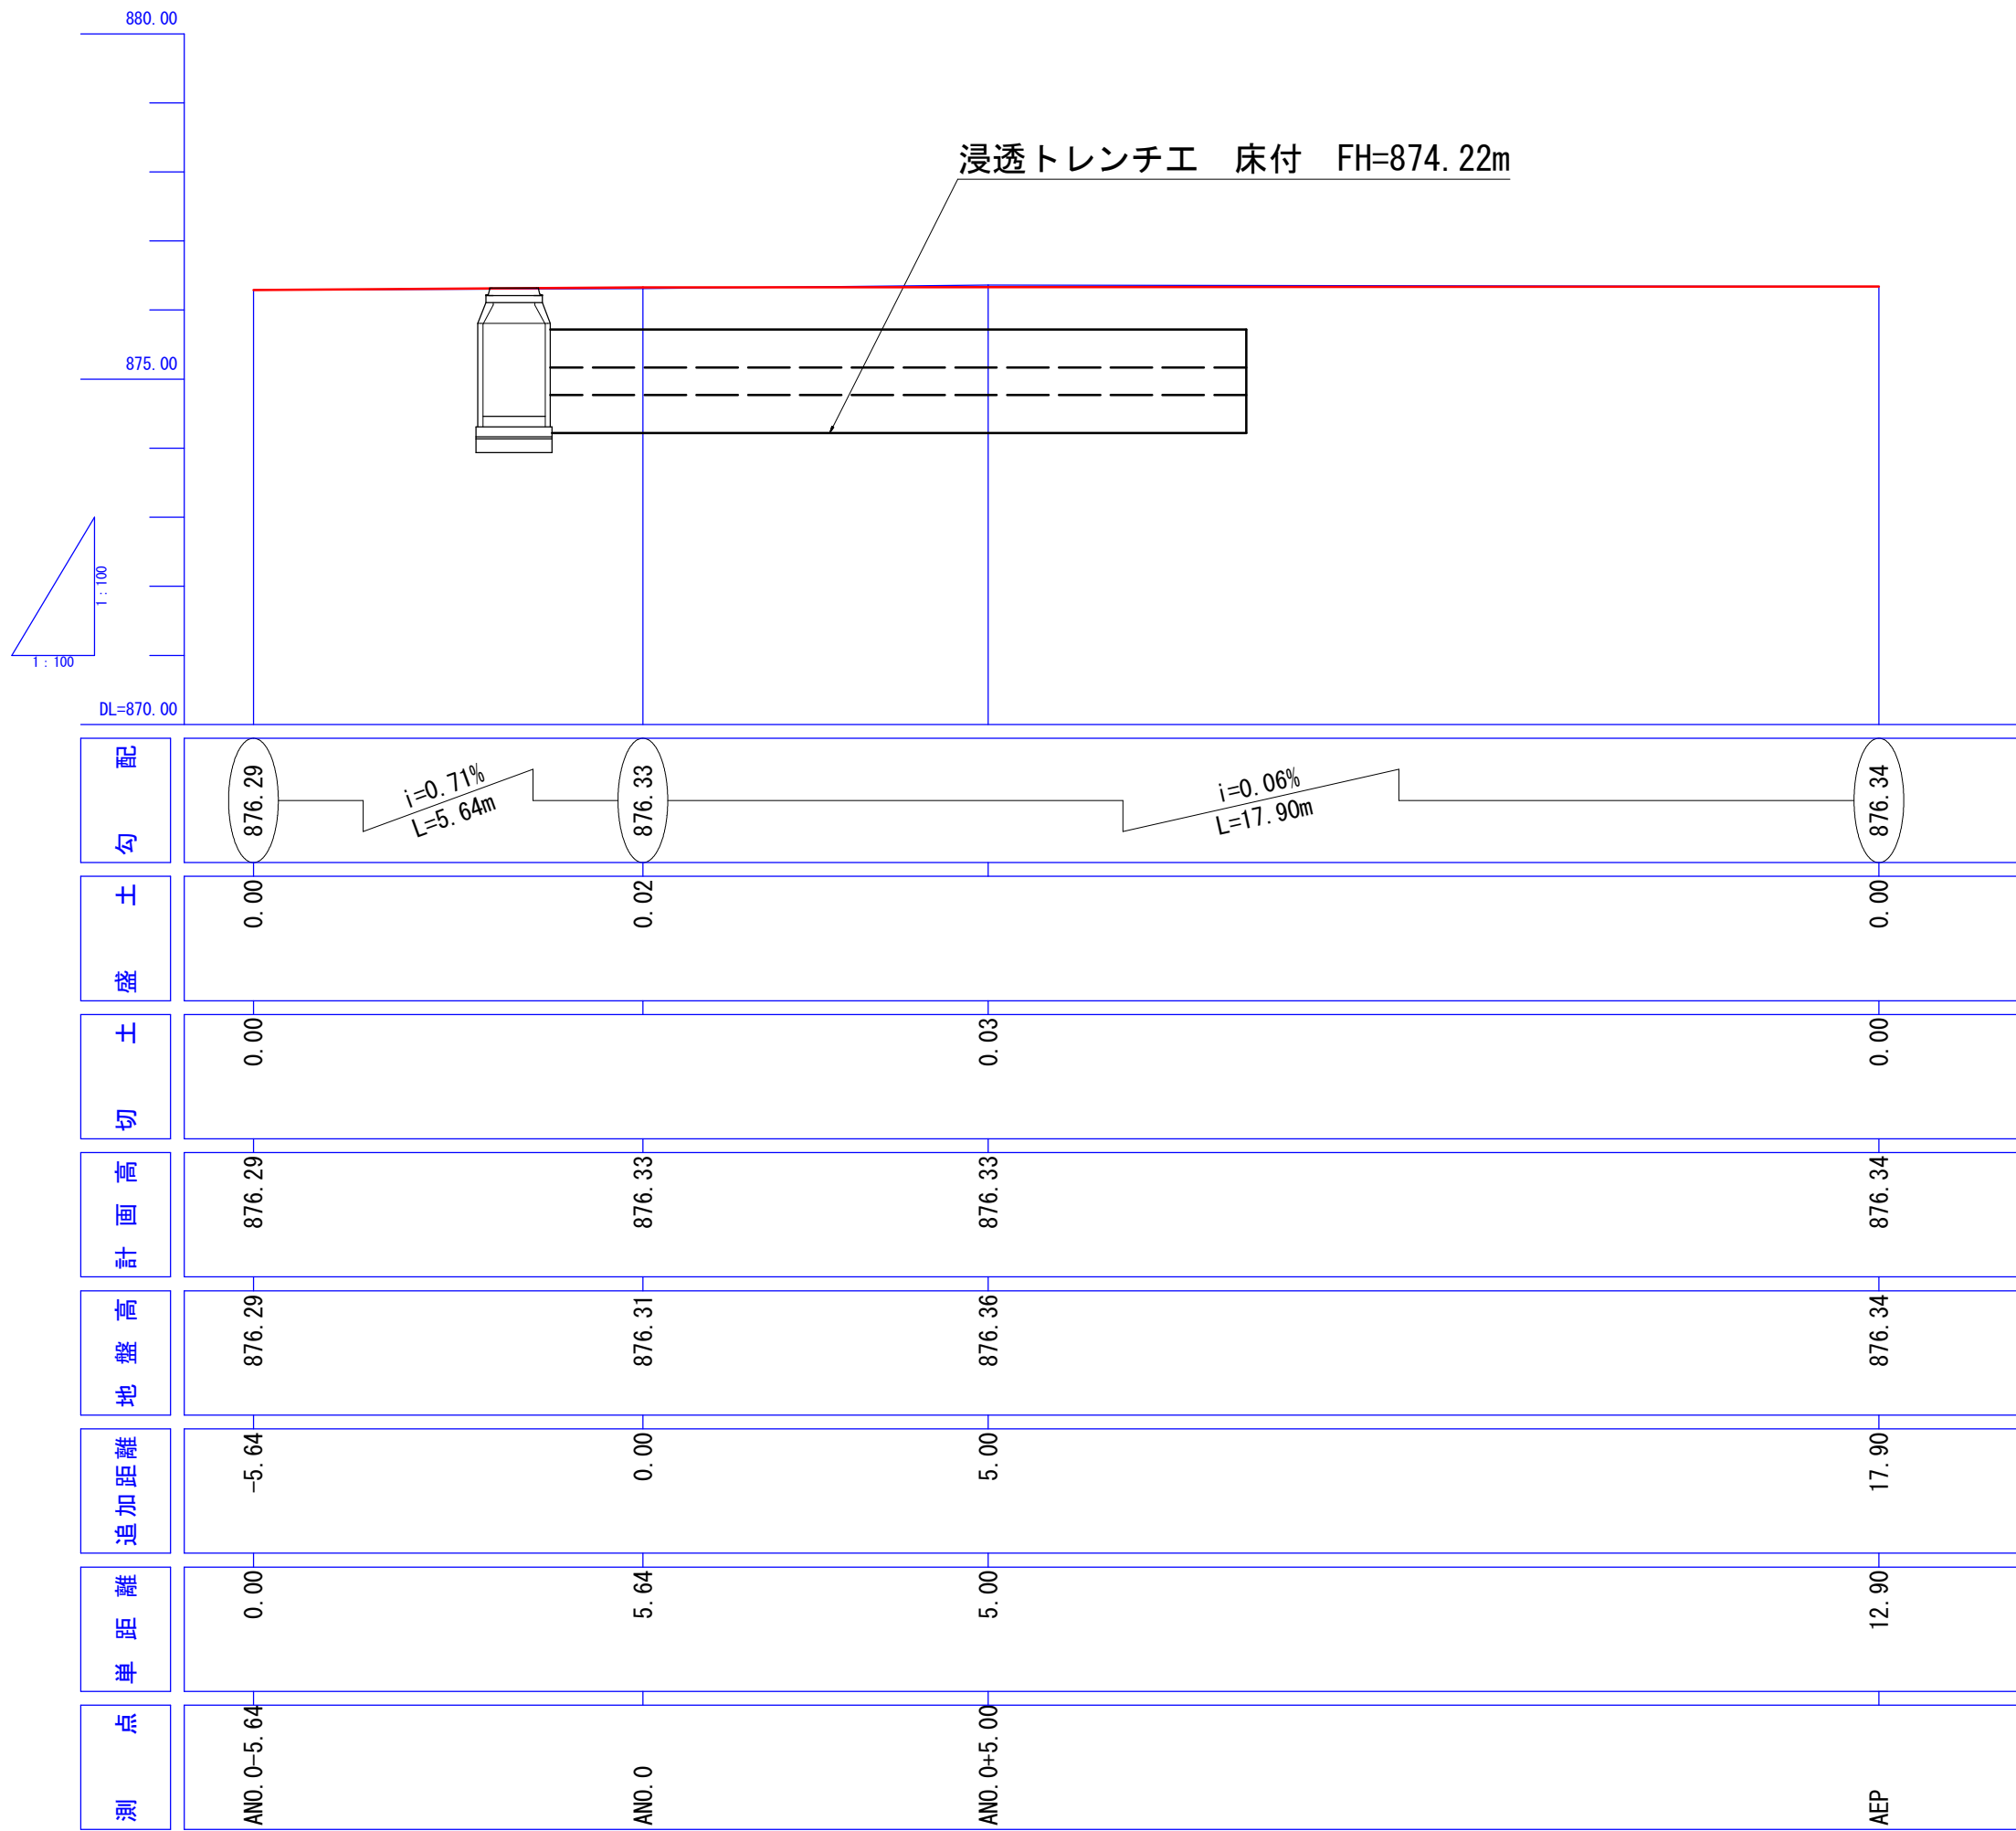 880.00
浸透トレンチ工　床付　FH=874.22m
875.00
1：100
1：100
DL=870.00
勾配
876.29
i=0.71%
L=5.64m
876.33
i=0.06%
L=17.90m
876.34
盛土
0.00
0.02
0.00
切土
0.00
0.03
0.00
計画高
876.29
876.33
876.33
876.34
地盤高
876.29
876.31
876.36
876.34
追加距離
-5.64
0.00
5.00
17.90
単距離
0.00
5.64
5.00
12.90
測点
ANO.0-5.64
ANO.0
ANO.0+5.00
AEP